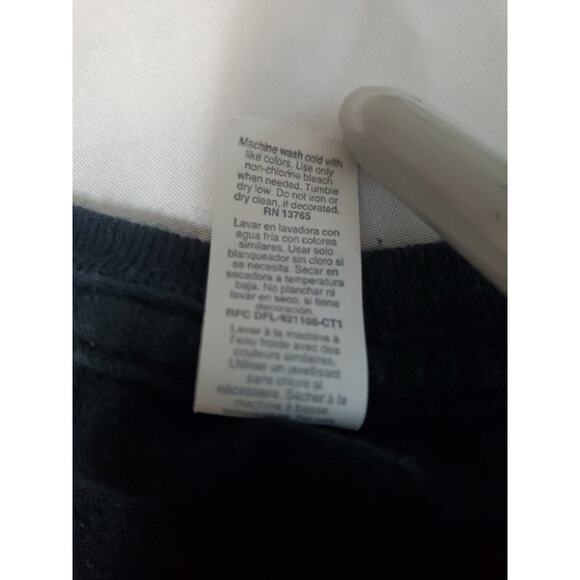 Machine wash cold with
like colors. Use only
non-chlorine bleach
when needed. Tumble
dry low. Do not iron or
dry clean, if decorated.
RN 13765
Lavar en lavadora con
agua fria con colores
similares. Usar solo
blanqueador sin cloro si
se necesita. Secar en
secadora a temperatura
baja. No planchar ni
lavar en seco, si tiene
decoración.
RFC DFL-921106-CT1
Laver à la machine à
l'eau froide avec des
couleurs similaires.
Utiliser un javellisant
sans chlore si
nécessaire. Sécher à la
machine à basse